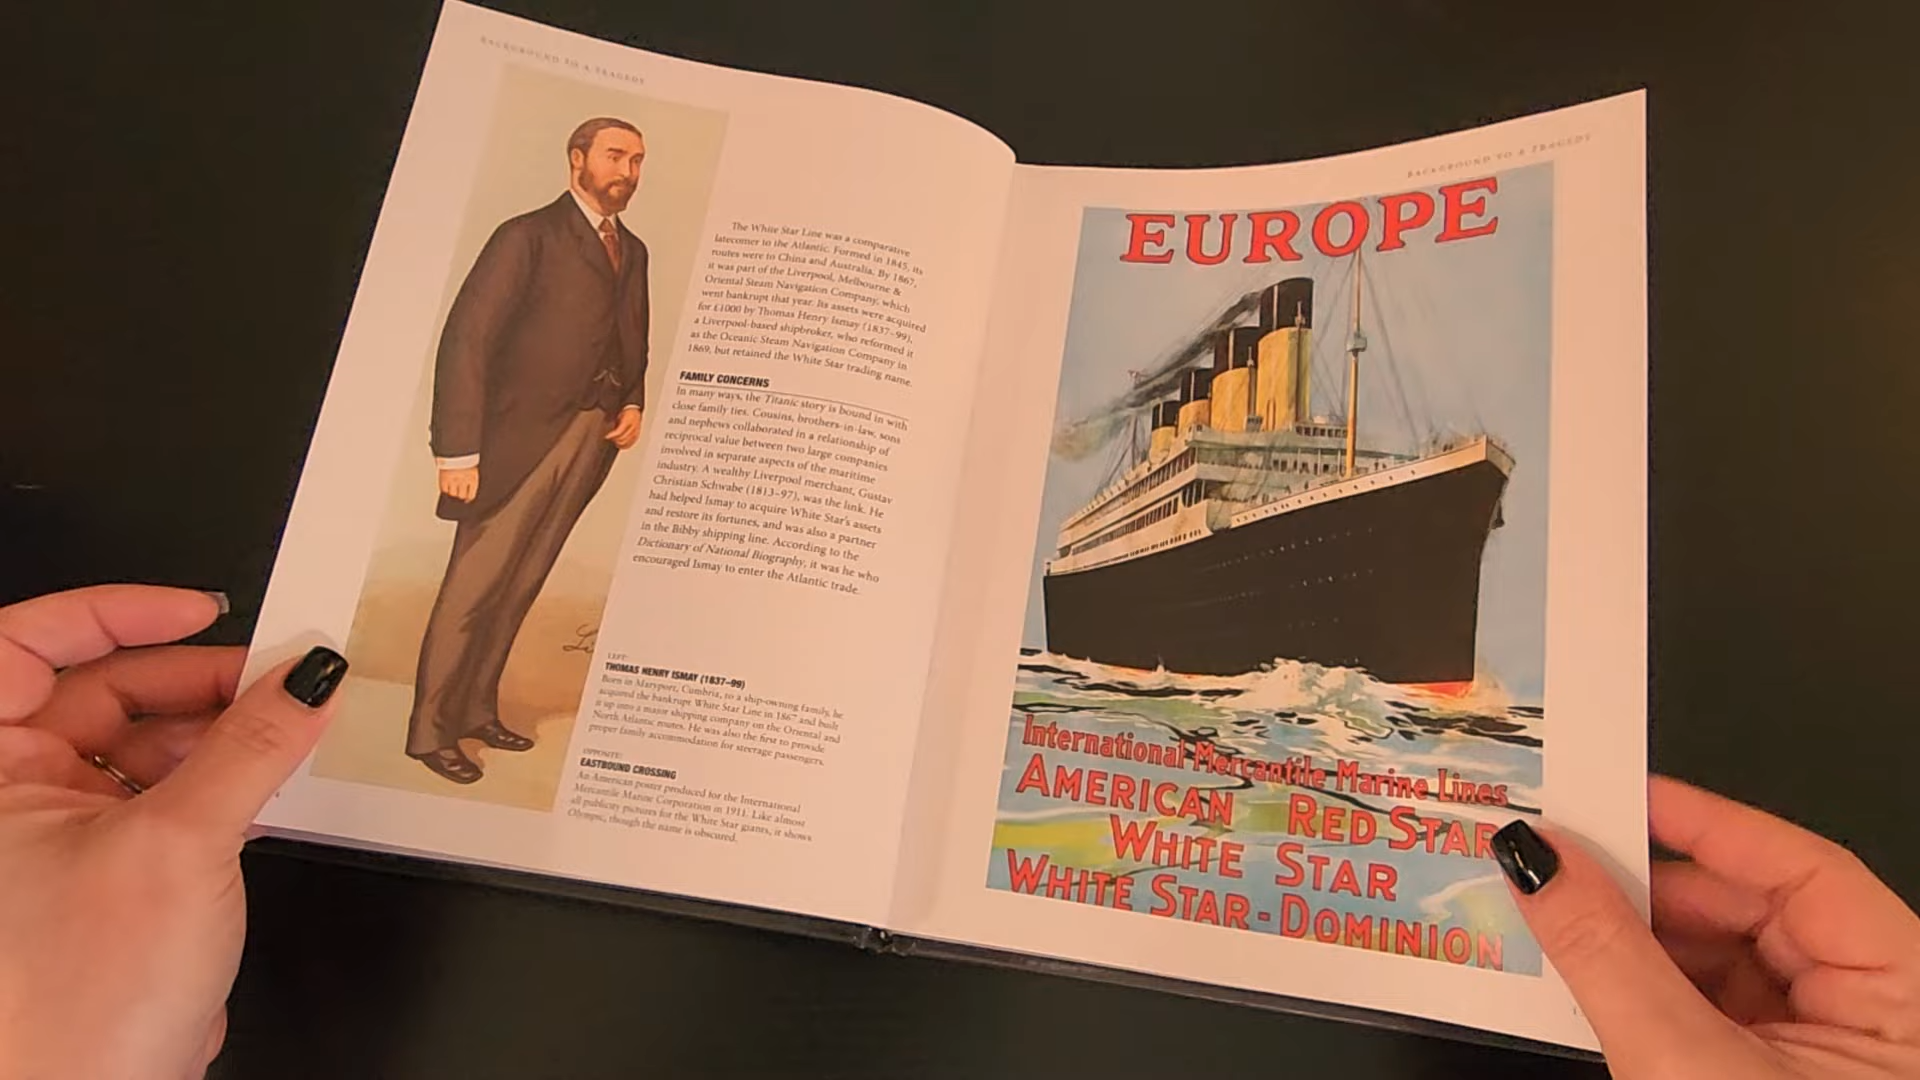 BACKGROUND TO A TRAGEDY
The White Star Line was a comparative
latecomer to the Atlantic. Formed in 1845, its
routes were to China and Australia. By 1867,
it was part of the Liverpool, Melbourne &
Oriental Steam Navigation Company, which
went bankrupt that year. Its assets were acquired
for £1000 by Thomas Henry Ismay (1837–99),
a Liverpool-based shipbroker, who reformed it
as the Oceanic Steam Navigation Company in
1869, but retained the White Star trading name.
FAMILY CONCERNS
In many ways, the Titanic story is bound in with
close family ties. Cousins, brothers-in-law, sons
and nephews collaborated in a relationship of
reciprocal value between two large companies
involved in separate aspects of the maritime
industry. A wealthy Liverpool merchant, Gustav
Christian Schwabe (1813–97), was the link. He
had helped Ismay to acquire White Star's assets
and restore its fortunes, and was also a partner
in the Bibby shipping line. According to the
Dictionary of National Biography, it was he who
encouraged Ismay to enter the Atlantic trade.
LEFT:
THOMAS HENRY ISMAY (1837–99)
Born in Maryport, Cumbria, to a ship-owning family, he
acquired the bankrupt White Star Line in 1867 and built
it up into a major shipping company on the Oriental and
North Atlantic routes. He was also the first to provide
proper family accommodation for steerage passengers.
OPPOSITE:
EASTBOUND CROSSING
An American poster produced for the International
Mercantile Marine Corporation in 1911. Like almost
all publicity pictures for the White Star giants, it shows
Olympic, though the name is obscured.
BACKGROUND TO A TRAGEDY
EUROPE
International Mercantile Marine Lines
AMERICAN RED STAR
WHITE STAR
WHITE STAR-DOMINION